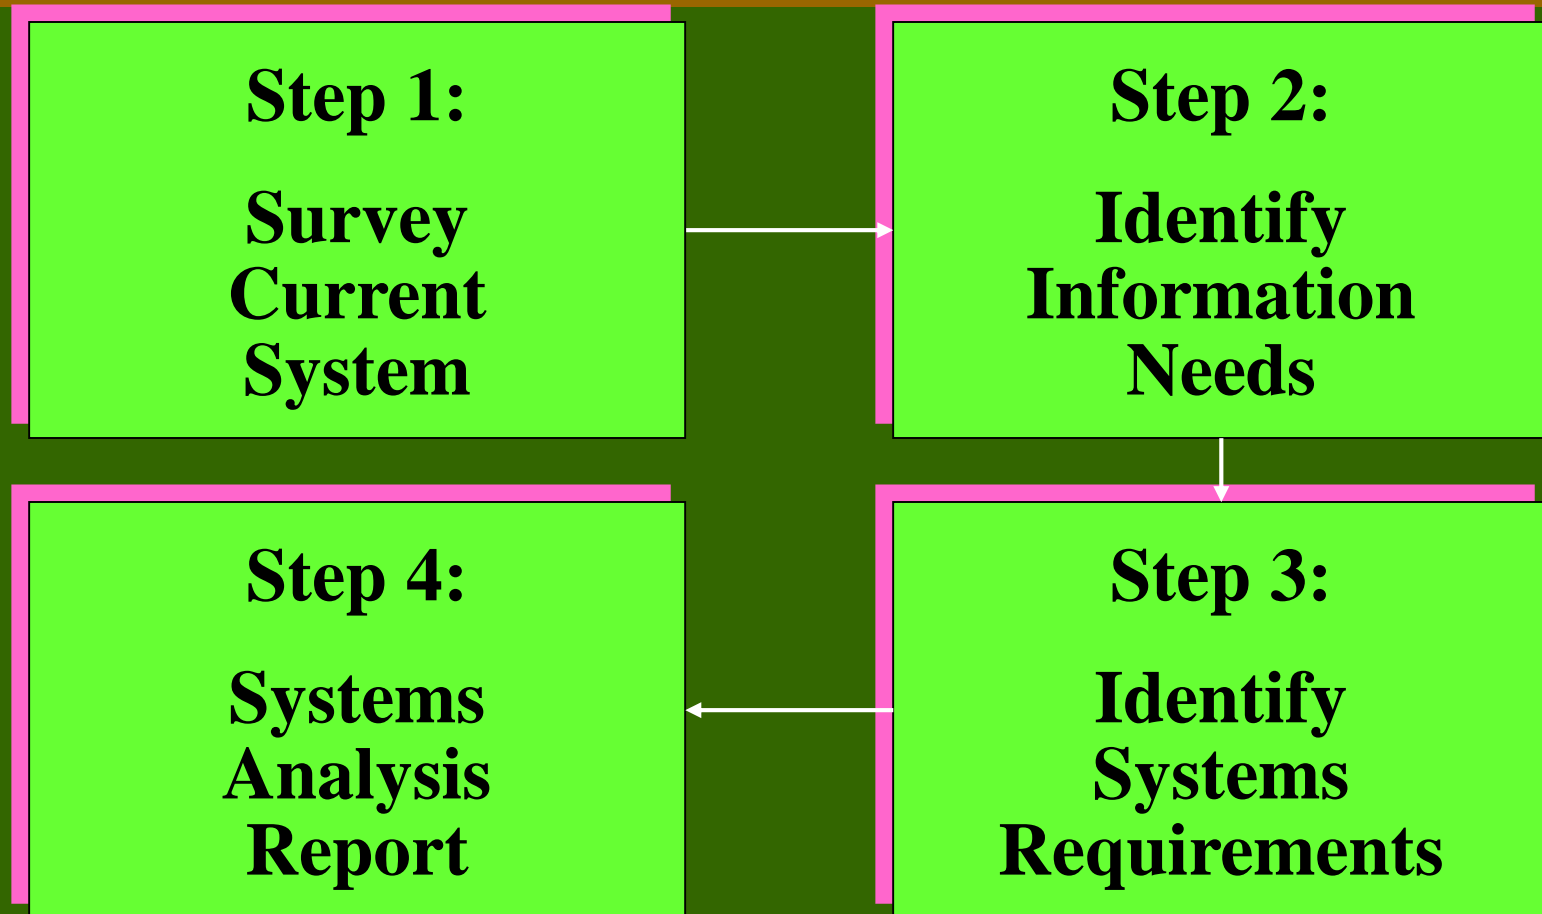 Step 1:
Survey
Current
System
Step 2:
Identify
Information
Needs
Step 3:
Identify
Systems
Requirements
Step 4:
Systems
Analysis
Report